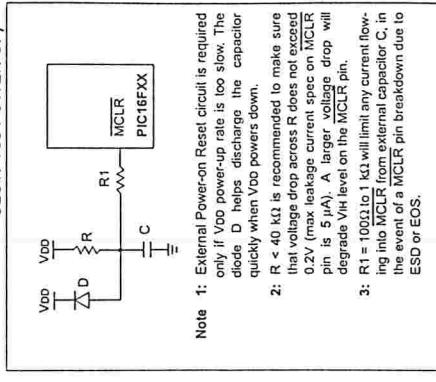 VDD VDD
D R
R1
MCLR
C
PIC16FXX
Note 1: External Power-on Reset circuit is required
only if VDD power-up rate is too slow. The
diode D helps discharge the capacitor
quickly when VDD powers down.
2: R < 40 kΩ is recommended to make sure
that voltage drop across R does not exceed
0.2V (max leakage current spec on MCLR
pin is 5 μA). A larger voltage drop will
degrade VIH level on the MCLR pin.
3: R1 = 100Ω to 1 kΩ will limit any current flow-
ing into MCLR from external capacitor C, in
the event of a MCLR pin breakdown due to
ESD or EOS.